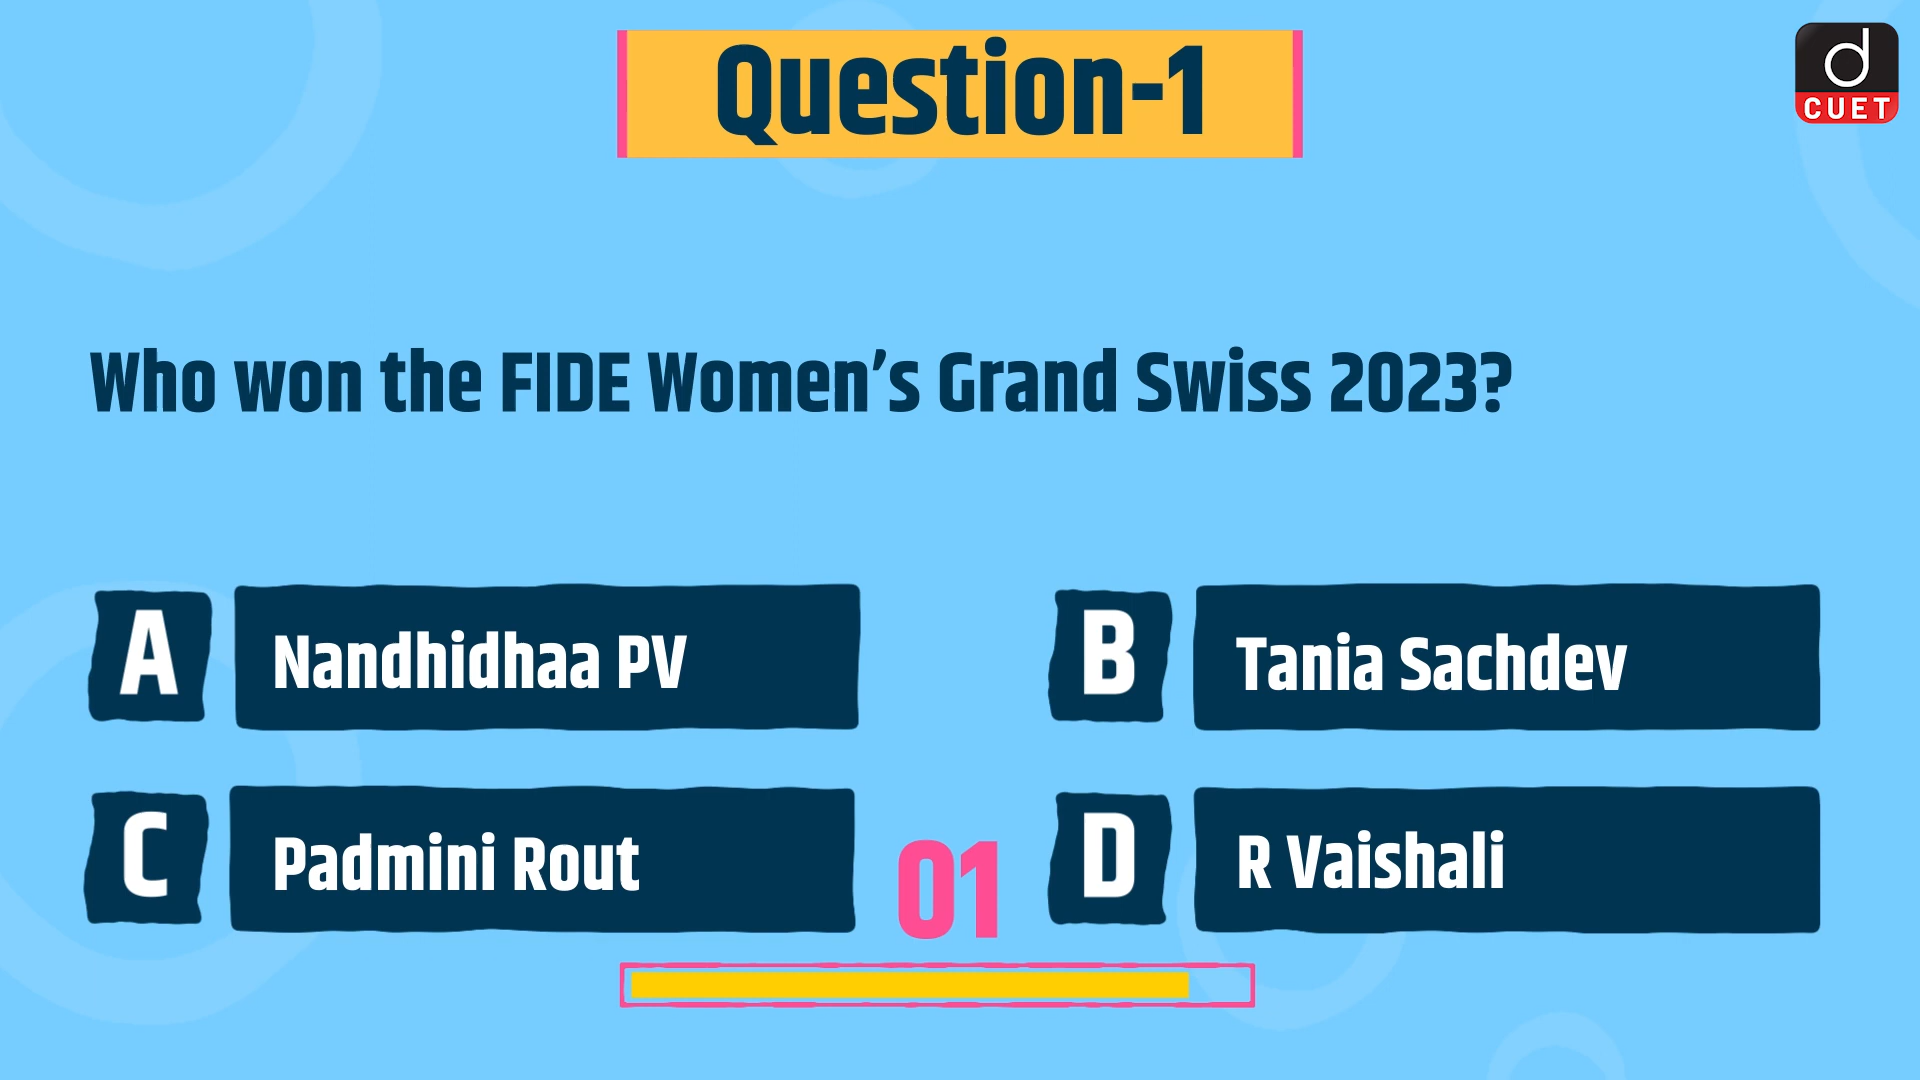 Question-1
d
CUET
Who won the FIDE Women’s Grand Swiss 2023?
A
Nandhidhaa PV
B
Tania Sachdev
C
Padmini Rout
01
D
R Vaishali